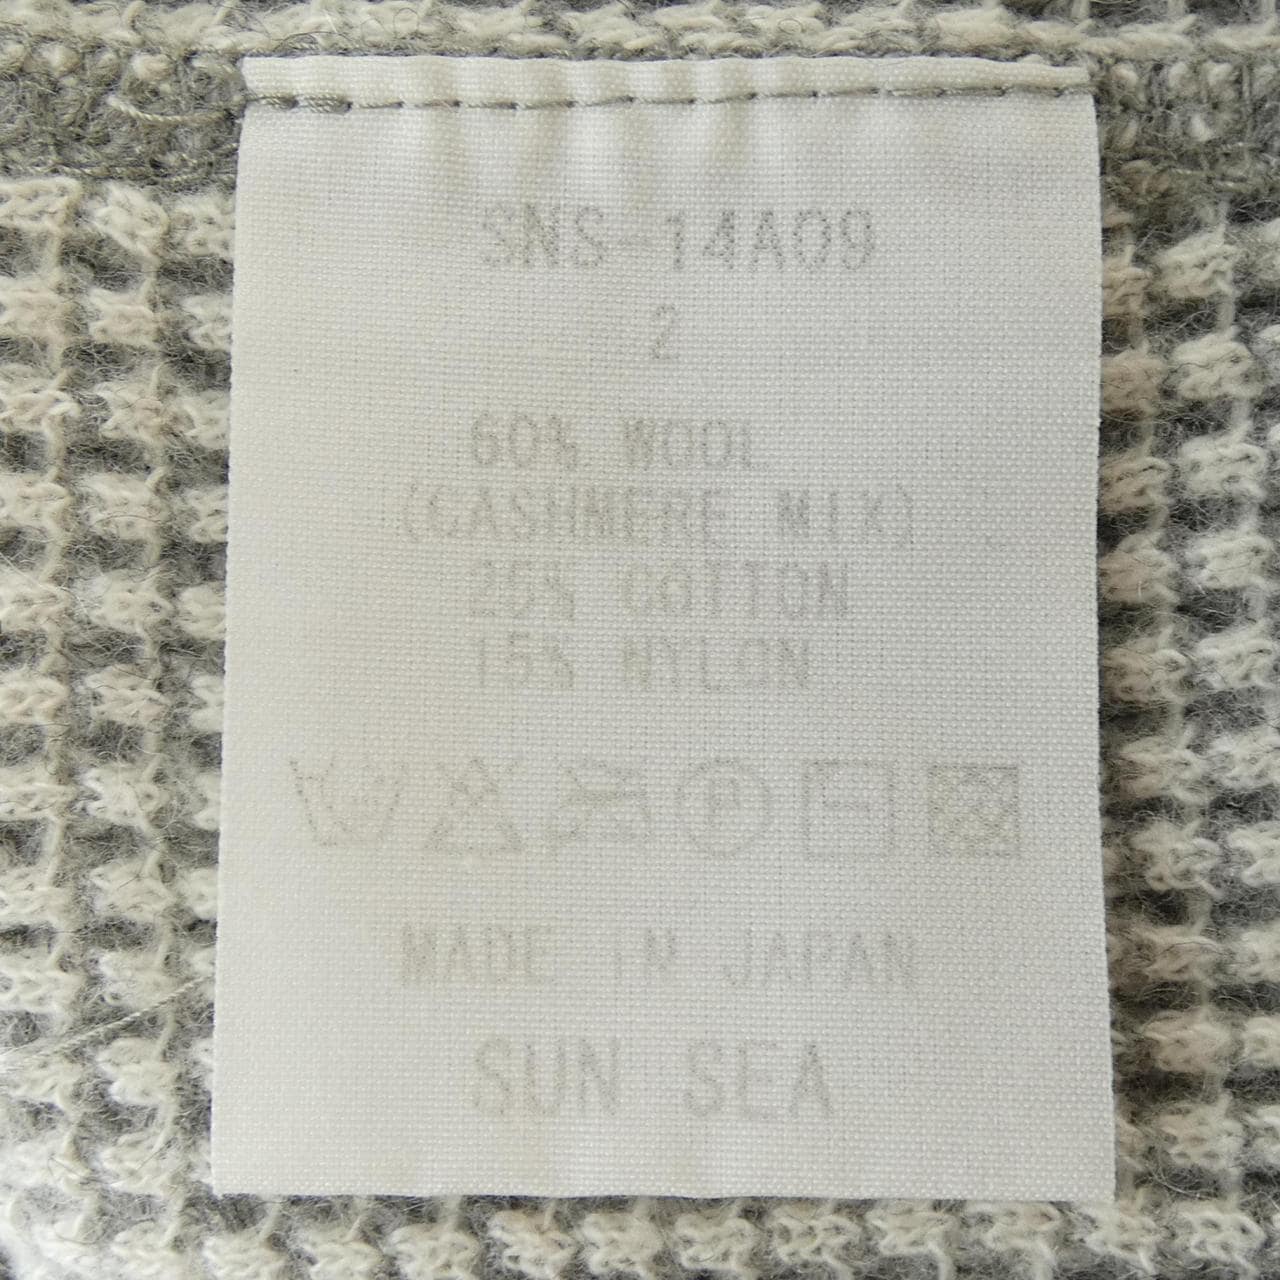 SNS-14A09
2
60% WOOL
(CASHMERE MIX)
25% COTTON
15% NYLON
MADE IN JAPAN
SUN SEA